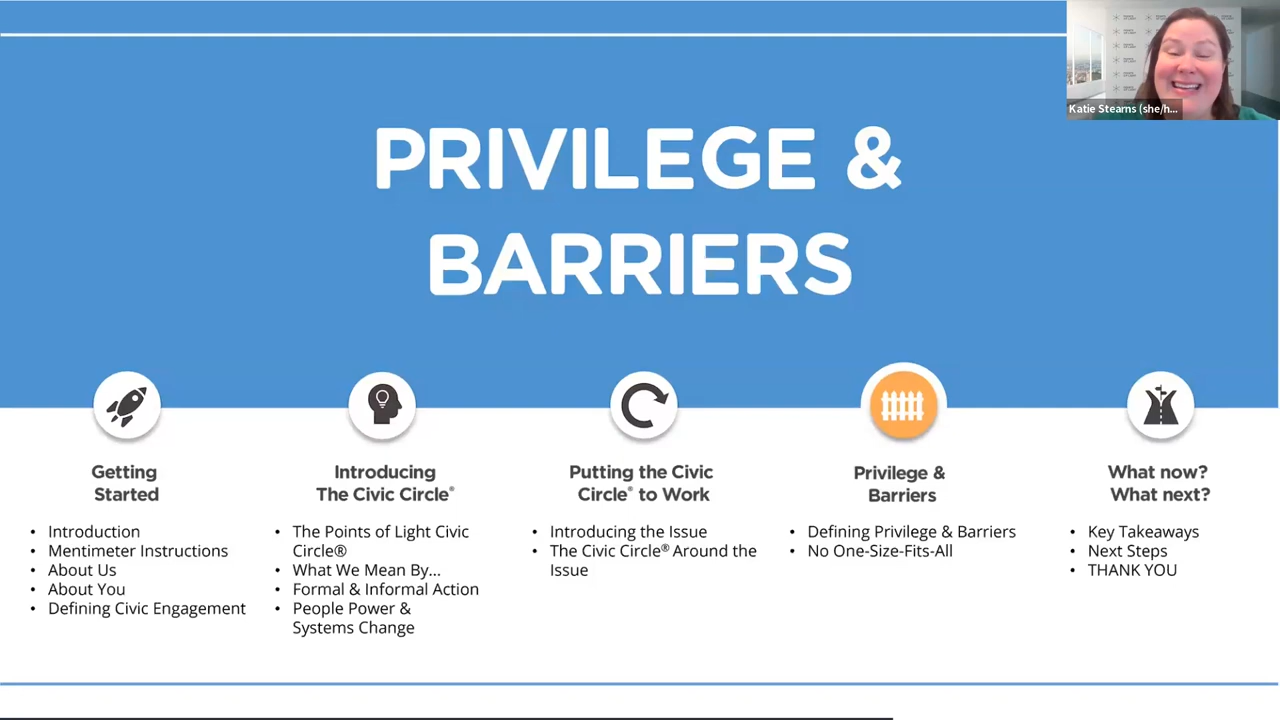 Katie Stearns (she/h...
PRIVILEGE &
BARRIERS
Getting
Started
• Introduction
• Mentimeter Instructions
• About Us
• About You
• Defining Civic Engagement
Introducing
The Civic Circle®
• The Points of Light Civic
Circle®
• What We Mean By...
• Formal & Informal Action
• People Power &
Systems Change
Putting the Civic
Circle® to Work
• Introducing the Issue
• The Civic Circle® Around the
Issue
Privilege &
Barriers
• Defining Privilege & Barriers
• No One-Size-Fits-All
What now?
What next?
• Key Takeaways
• Next Steps
• THANK YOU